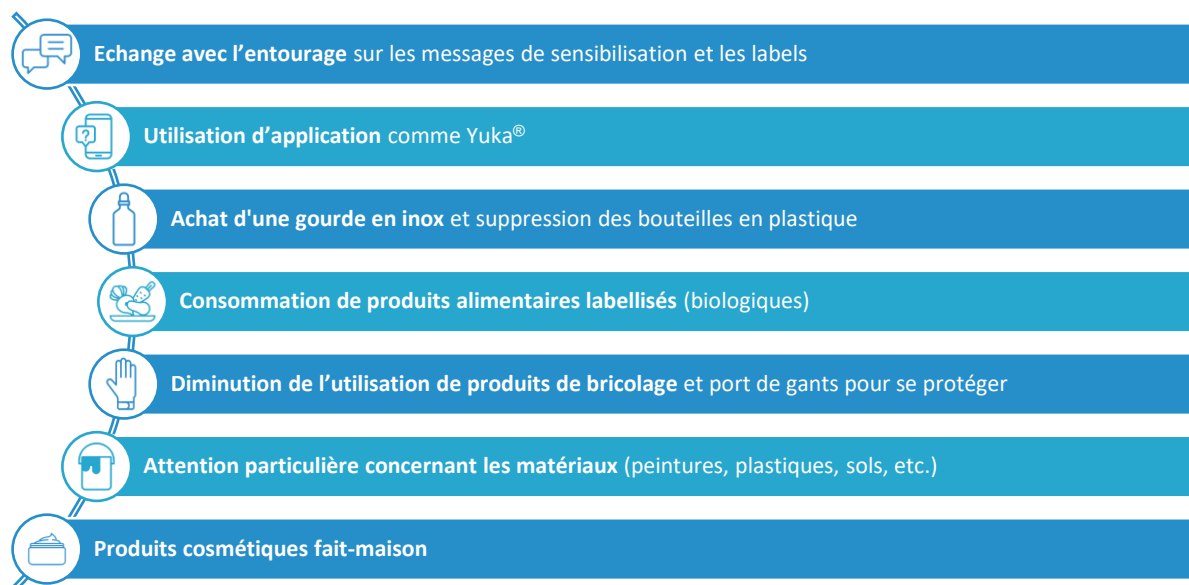 Echange avec l’entourage sur les messages de sensibilisation et les labels
?
Utilisation d’application comme Yuka®
Achat d'une gourde en inox et suppression des bouteilles en plastique
Consommation de produits alimentaires labellisés (biologiques)
Diminution de l’utilisation de produits de bricolage et port de gants pour se protéger
Attention particulière concernant les matériaux (peintures, plastiques, sols, etc.)
Produits cosmétiques fait-maison